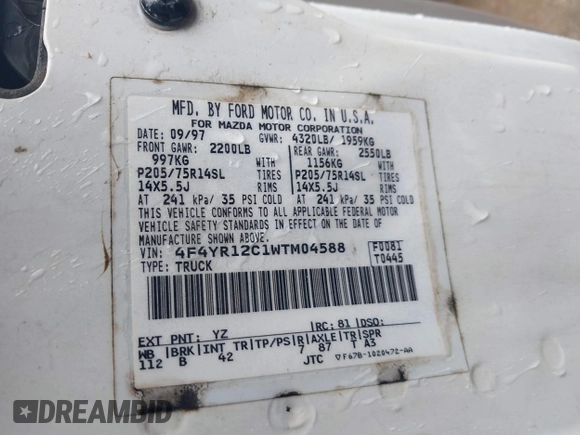 MFD. BY FORD MOTOR CO. IN U.S.A.
FOR MAZDA MOTOR CORPORATION
DATE: 09/97 GVWR: 4320LB/ 1959KG
FRONT GAWR: 2200LB REAR GAWR: 2550LB
997KG WITH 1156KG WITH
P205/75R14SL TIRES P205/75R14SL TIRES
14X5.5J RIMS 14X5.5J RIMS
AT 241 kPa/ 35 PSI COLD AT 241 kPa/ 35 PSI COLD
THIS VEHICLE CONFORMS TO ALL APPLICABLE FEDERAL MOTOR
VEHICLE SAFETY STANDARDS IN EFFECT ON THE DATE OF
MANUFACTURE SHOWN ABOVE.
VIN: 4F4YR12C1WTM04588 F0081
TYPE: TRUCK T0445
EXT PNT: YZ RC: 81 DSO:
WB BRK INT TR TP/PS R AXLE TR SPR
112 B 42 7 87 T A3
JTC F67B-1020472-AA
DREAMBID